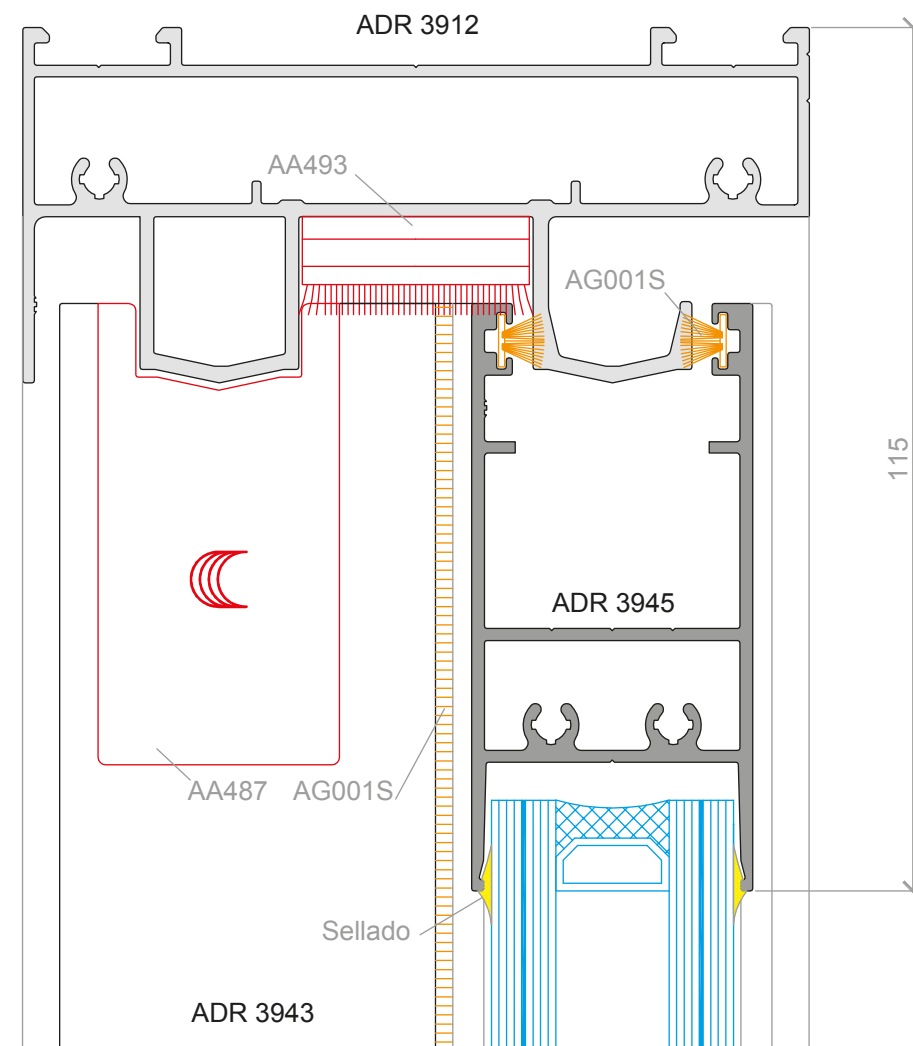 ADR 3912
AA493
AG001S
115
ADR 3945
AA487
AG001S
Sellado
ADR 3943